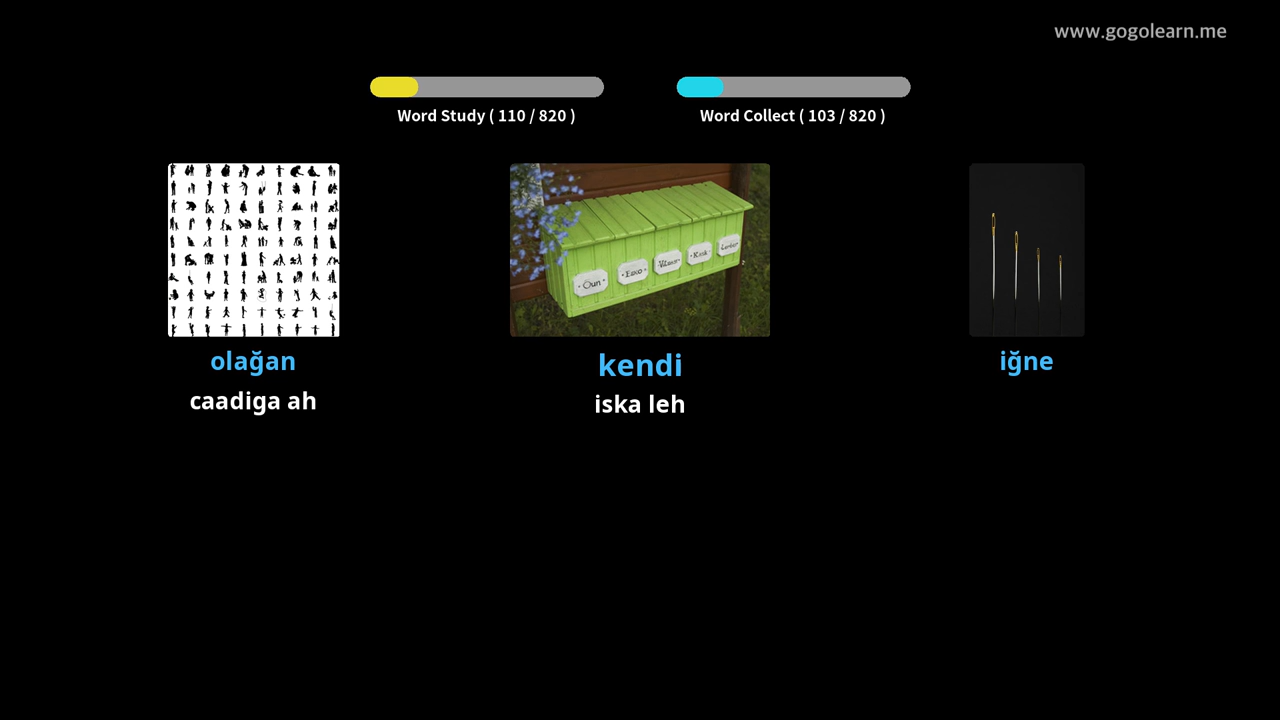 www.gogolearn.me
Word Study ( 110 / 820 )
Word Collect ( 103 / 820 )
olağan
kendi
iğne
caadiga ah
iska leh